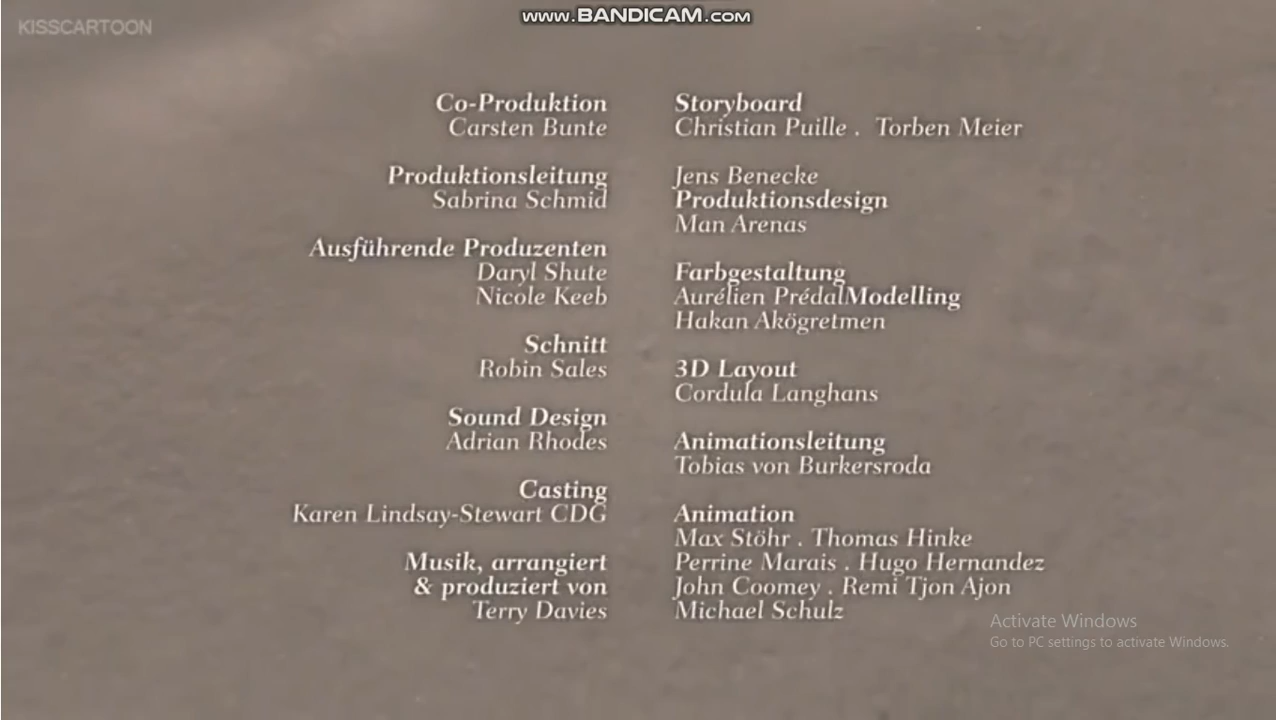 KISSCARTOON
www.BANDICAM.com
Co-Produktion
Carsten Bunte
Produktionsleitung
Sabrina Schmid
Ausführende Produzenten
Daryl Shute
Nicole Keeb
Schnitt
Robin Sales
Sound Design
Adrian Rhodes
Casting
Karen Lindsay-Stewart CDG
Musik, arrangiert
& produziert von
Terry Davies
Storyboard
Christian Puille . Torben Meier
Jens Benecke
Produktionsdesign
Man Arenas
Farbgestaltung
Aurélien PrédalModelling
Hakan Akögretmen
3D Layout
Cordula Langhans
Animationsleitung
Tobias von Burkersroda
Animation
Max Stöhr . Thomas Hinke
Perrine Marais . Hugo Hernandez
John Coomey . Remi Tjon Ajon
Michael Schulz
Activate Windows
Go to PC settings to activate Windows.